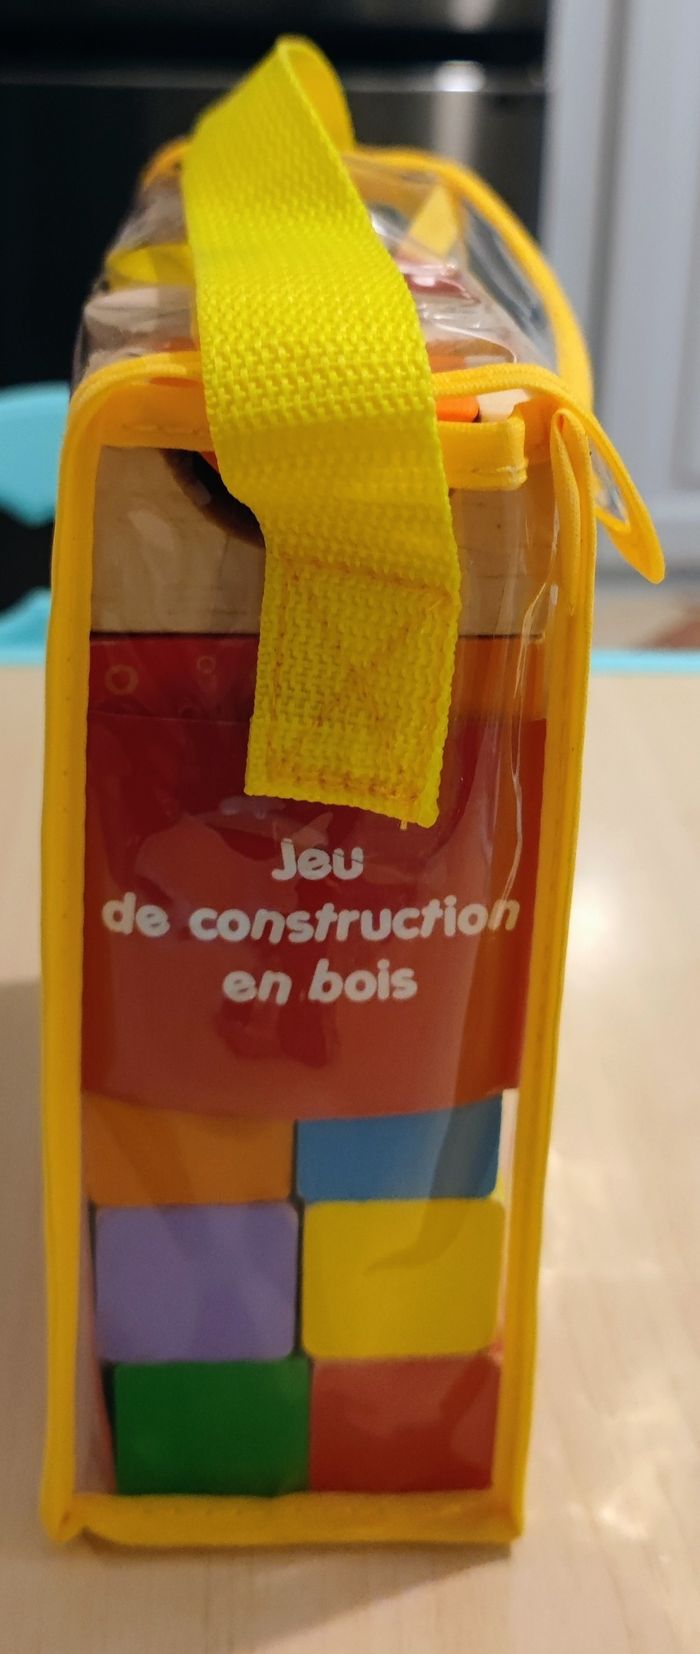 Jeu
de construction
en bois